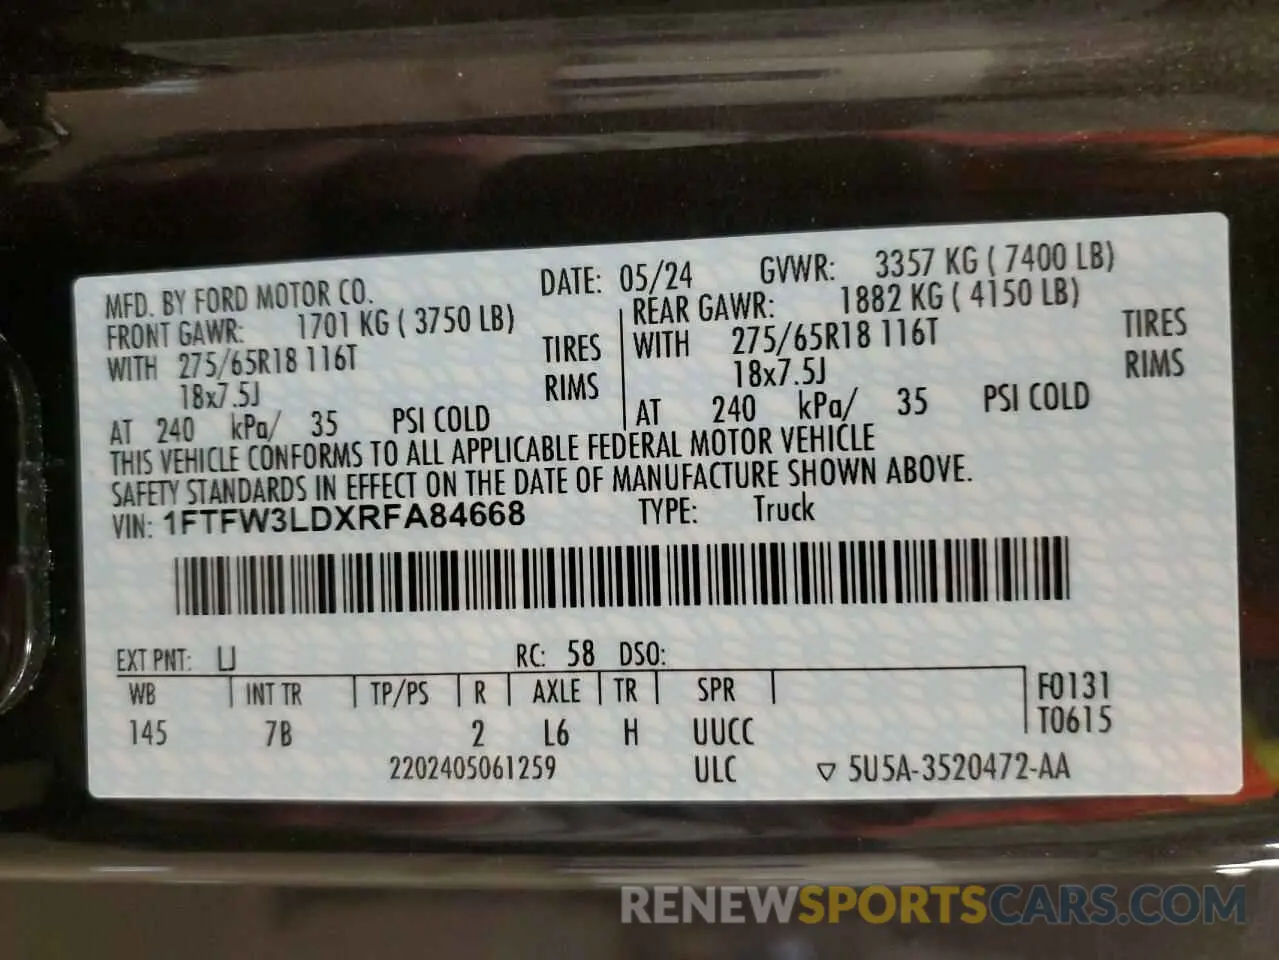 MFD. BY FORD MOTOR CO. DATE: 05/24 GVWR: 3357 KG ( 7400 LB)
FRONT GAWR: 1701 KG ( 3750 LB) REAR GAWR: 1882 KG ( 4150 LB)
WITH 275/65R18 116T TIRES WITH 275/65R18 116T TIRES
18x7.5J RIMS 18x7.5J RIMS
AT 240 kPa/ 35 PSI COLD AT 240 kPa/ 35 PSI COLD
THIS VEHICLE CONFORMS TO ALL APPLICABLE FEDERAL MOTOR VEHICLE
SAFETY STANDARDS IN EFFECT ON THE DATE OF MANUFACTURE SHOWN ABOVE.
VIN: 1FTFW3LDXRFA84668 TYPE: Truck
EXT PNT: LJ RC: 58 DSO:
WB INT TR TP/PS R AXLE TR SPR F0131
145 7B 2 L6 H UUCC T0615
2202405061259 ULC ▽ 5U5A-3520472-AA
RENEWSPORTSCARS.COM